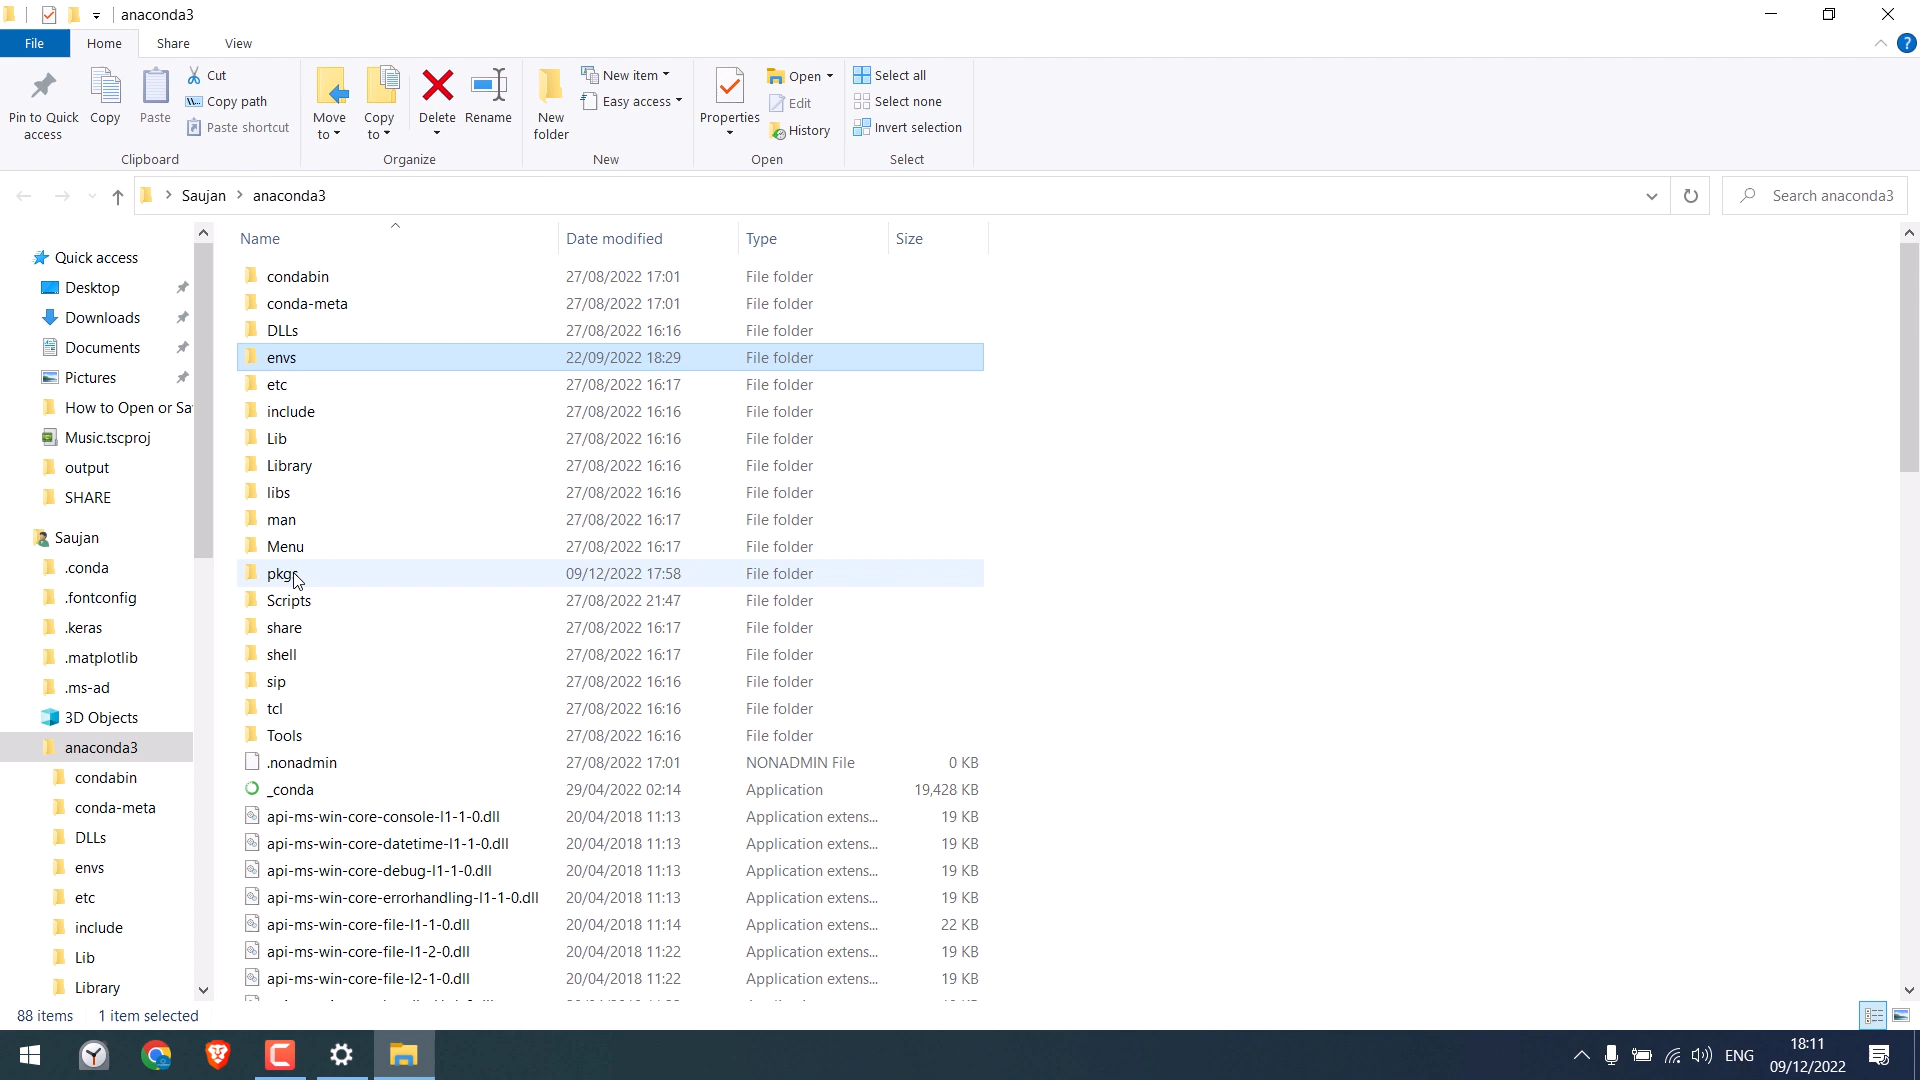 anaconda3
File Home Share View
Pin to Quick access
Copy
Paste
Cut
Copy path
Paste shortcut
Clipboard
Move to
Copy to
Delete
Rename
Organize
New folder
New item
Easy access
New
Properties
Open
Edit
History
Open
Select all
Select none
Invert selection
Select
Saujan anaconda3
Search anaconda3
Quick access
Desktop
Downloads
Documents
Pictures
How to Open or Sa
Music.tscproj
output
SHARE
Saujan
.conda
.fontconfig
.keras
.matplotlib
.ms-ad
3D Objects
anaconda3
condabin
conda-meta
DLLs
envs
etc
include
Lib
Library
Name Date modified Type Size
condabin 27/08/2022 17:01 File folder
conda-meta 27/08/2022 17:01 File folder
DLLs 27/08/2022 16:16 File folder
envs 22/09/2022 18:29 File folder
etc 27/08/2022 16:17 File folder
include 27/08/2022 16:16 File folder
Lib 27/08/2022 16:16 File folder
Library 27/08/2022 16:16 File folder
libs 27/08/2022 16:16 File folder
man 27/08/2022 16:17 File folder
Menu 27/08/2022 16:17 File folder
pkgs 09/12/2022 17:58 File folder
Scripts 27/08/2022 21:47 File folder
share 27/08/2022 16:17 File folder
shell 27/08/2022 16:17 File folder
sip 27/08/2022 16:16 File folder
tcl 27/08/2022 16:16 File folder
Tools 27/08/2022 16:16 File folder
.nonadmin 27/08/2022 17:01 NONADMIN File 0 KB
_conda 29/04/2022 02:14 Application 19,428 KB
api-ms-win-core-console-l1-1-0.dll 20/04/2018 11:13 Application extens... 19 KB
api-ms-win-core-datetime-l1-1-0.dll 20/04/2018 11:13 Application extens... 19 KB
api-ms-win-core-debug-l1-1-0.dll 20/04/2018 11:13 Application extens... 19 KB
api-ms-win-core-errorhandling-l1-1-0.dll 20/04/2018 11:13 Application extens... 19 KB
api-ms-win-core-file-l1-1-0.dll 20/04/2018 11:14 Application extens... 22 KB
api-ms-win-core-file-l1-2-0.dll 20/04/2018 11:22 Application extens... 19 KB
api-ms-win-core-file-l2-1-0.dll 20/04/2018 11:22 Application extens... 19 KB
88 items 1 item selected
ENG
18:11
09/12/2022